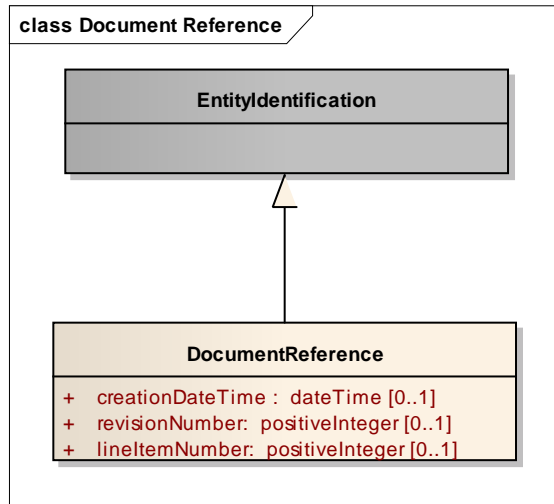 class Document Reference
EntityIdentification
DocumentReference
+ creationDateTime : dateTime [0..1]
+ revisionNumber: positiveInteger [0..1]
+ lineItemNumber: positiveInteger [0..1]